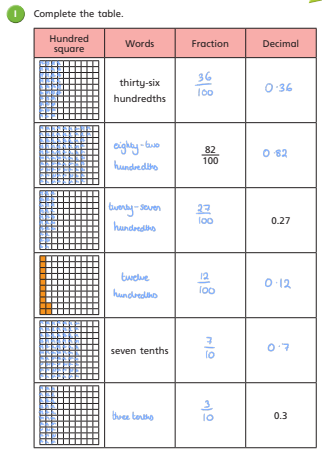 1 Complete the table.
Hundred square Words Fraction Decimal
thirty-six hundredths 36/100 0·36
eighty-two hundredths 82/100 0·82
twenty-seven hundredths 27/100 0.27
twelve hundredths 12/100 0·12
seven tenths 7/10 0·7
three tenths 3/10 0.3